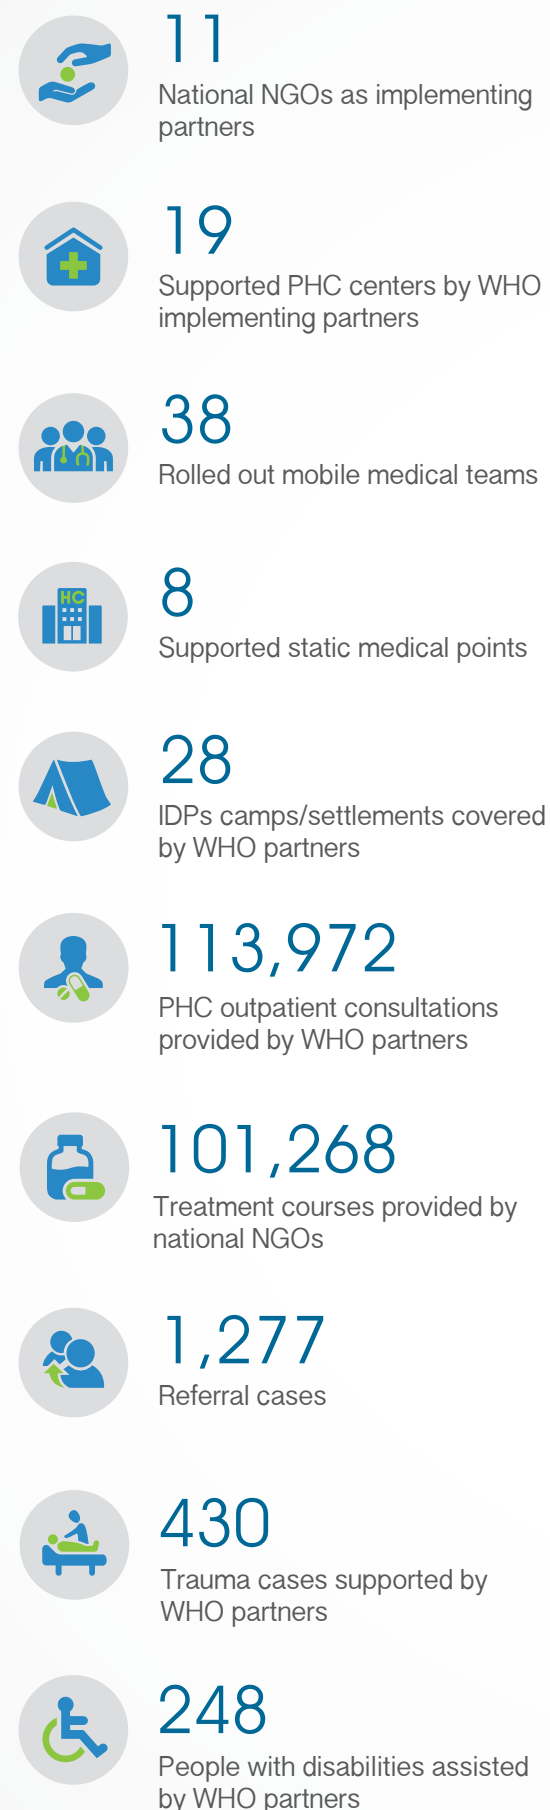 11
National NGOs as implementing
partners
19
Supported PHC centers by WHO
implementing partners
38
Rolled out mobile medical teams
HC
8
Supported static medical points
28
IDPs camps/settlements covered
by WHO partners
113,972
PHC outpatient consultations
provided by WHO partners
101,268
Treatment courses provided by
national NGOs
1,277
Referral cases
430
Trauma cases supported by
WHO partners
248
People with disabilities assisted
by WHO partners